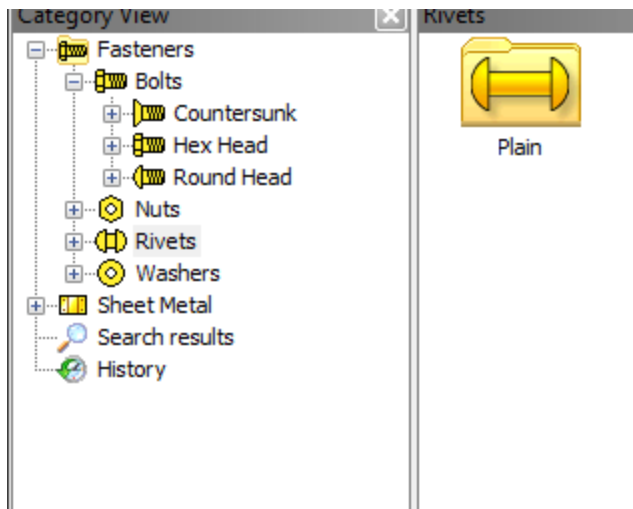 Category View
Fasteners
Bolts
Countersunk
Hex Head
Round Head
Nuts
Rivets
Washers
Sheet Metal
Search results
History
Rivets
Plain